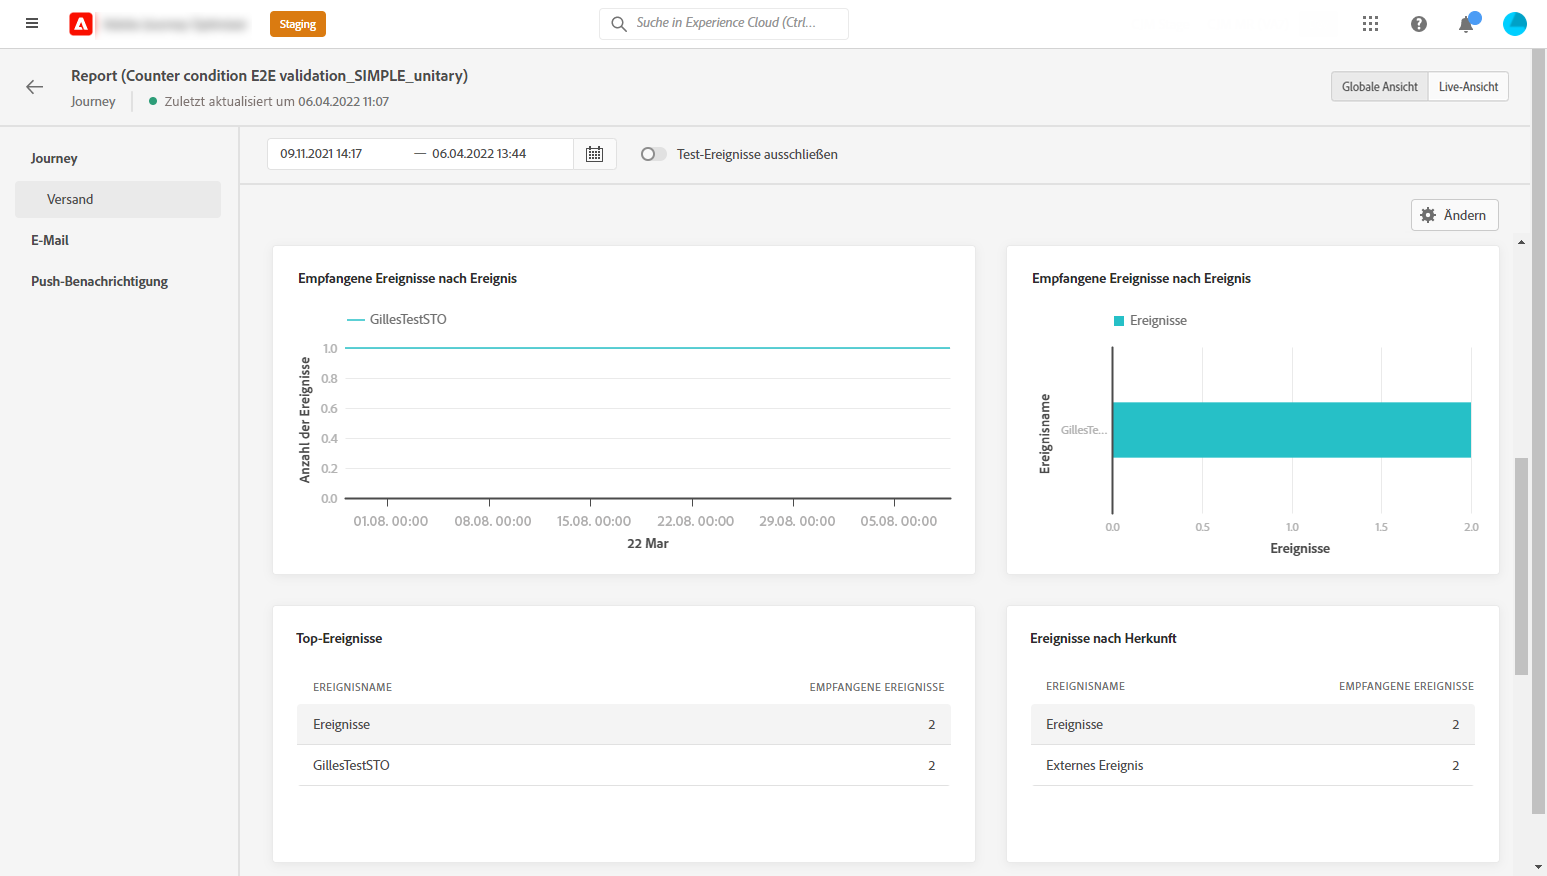 Staging
Suche in Experience Cloud (Ctrl...
Report (Counter condition E2E validation_SIMPLE_unitary)
Journey
Zuletzt aktualisiert um 06.04.2022 11:07
Globale Ansicht
Live-Ansicht
Journey
Versand
E-Mail
Push-Benachrichtigung
09.11.2021 14:17 — 06.04.2022 13:44
Test-Ereignisse ausschließen
Ändern
Empfangene Ereignisse nach Ereignis
GillesTestSTO
Anzahl der Ereignisse
1.0
0.8
0.6
0.4
0.2
0.0
01.08. 00:00 08.08. 00:00 15.08. 00:00 22.08. 00:00 29.08. 00:00 05.08. 00:00
22 Mar
Empfangene Ereignisse nach Ereignis
Ereignisse
Ereignisname
GillesTe...
0.0 0.5 1.0 1.5 2.0
Ereignisse
Top-Ereignisse
EREIGNISNAME EMPFANGENE EREIGNISSE
Ereignisse 2
GillesTestSTO 2
Ereignisse nach Herkunft
EREIGNISNAME EMPFANGENE EREIGNISSE
Ereignisse 2
Externes Ereignis 2